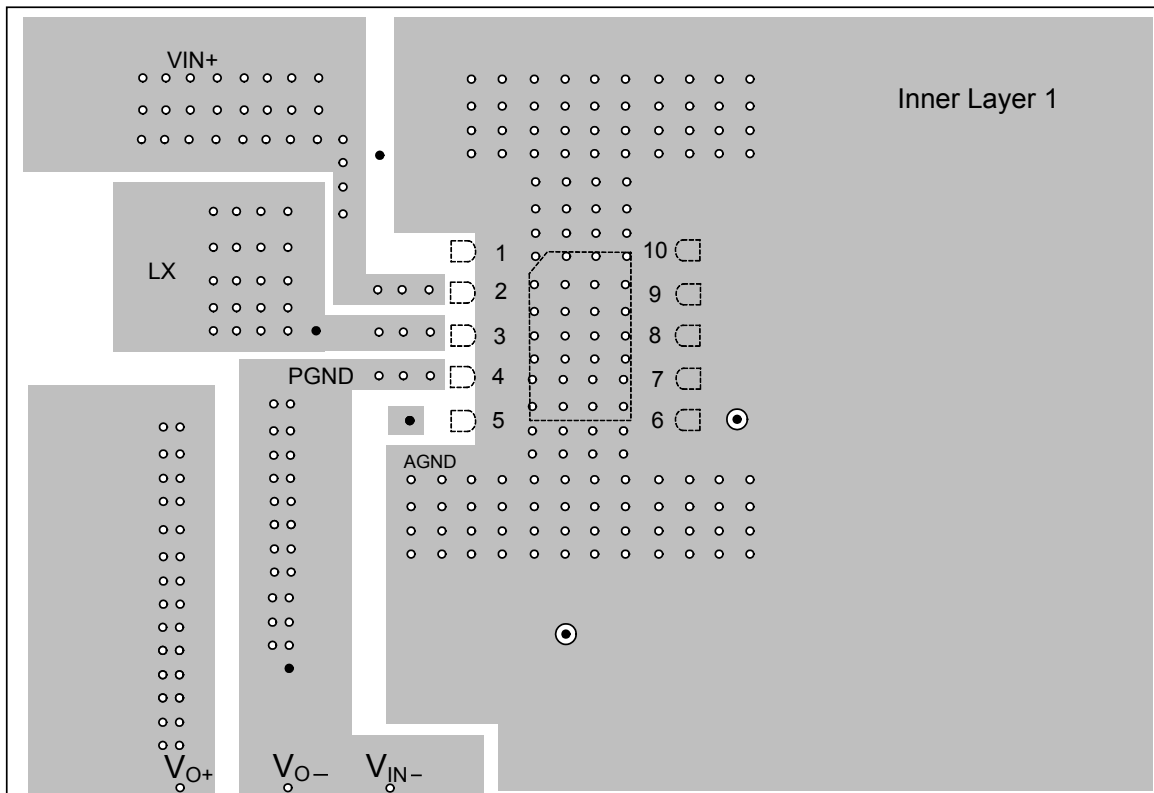 VIN+
Inner Layer 1
1 10
LX
2 9
3 8
PGND 4 7
5 6
AGND
VO+ VO– VIN–